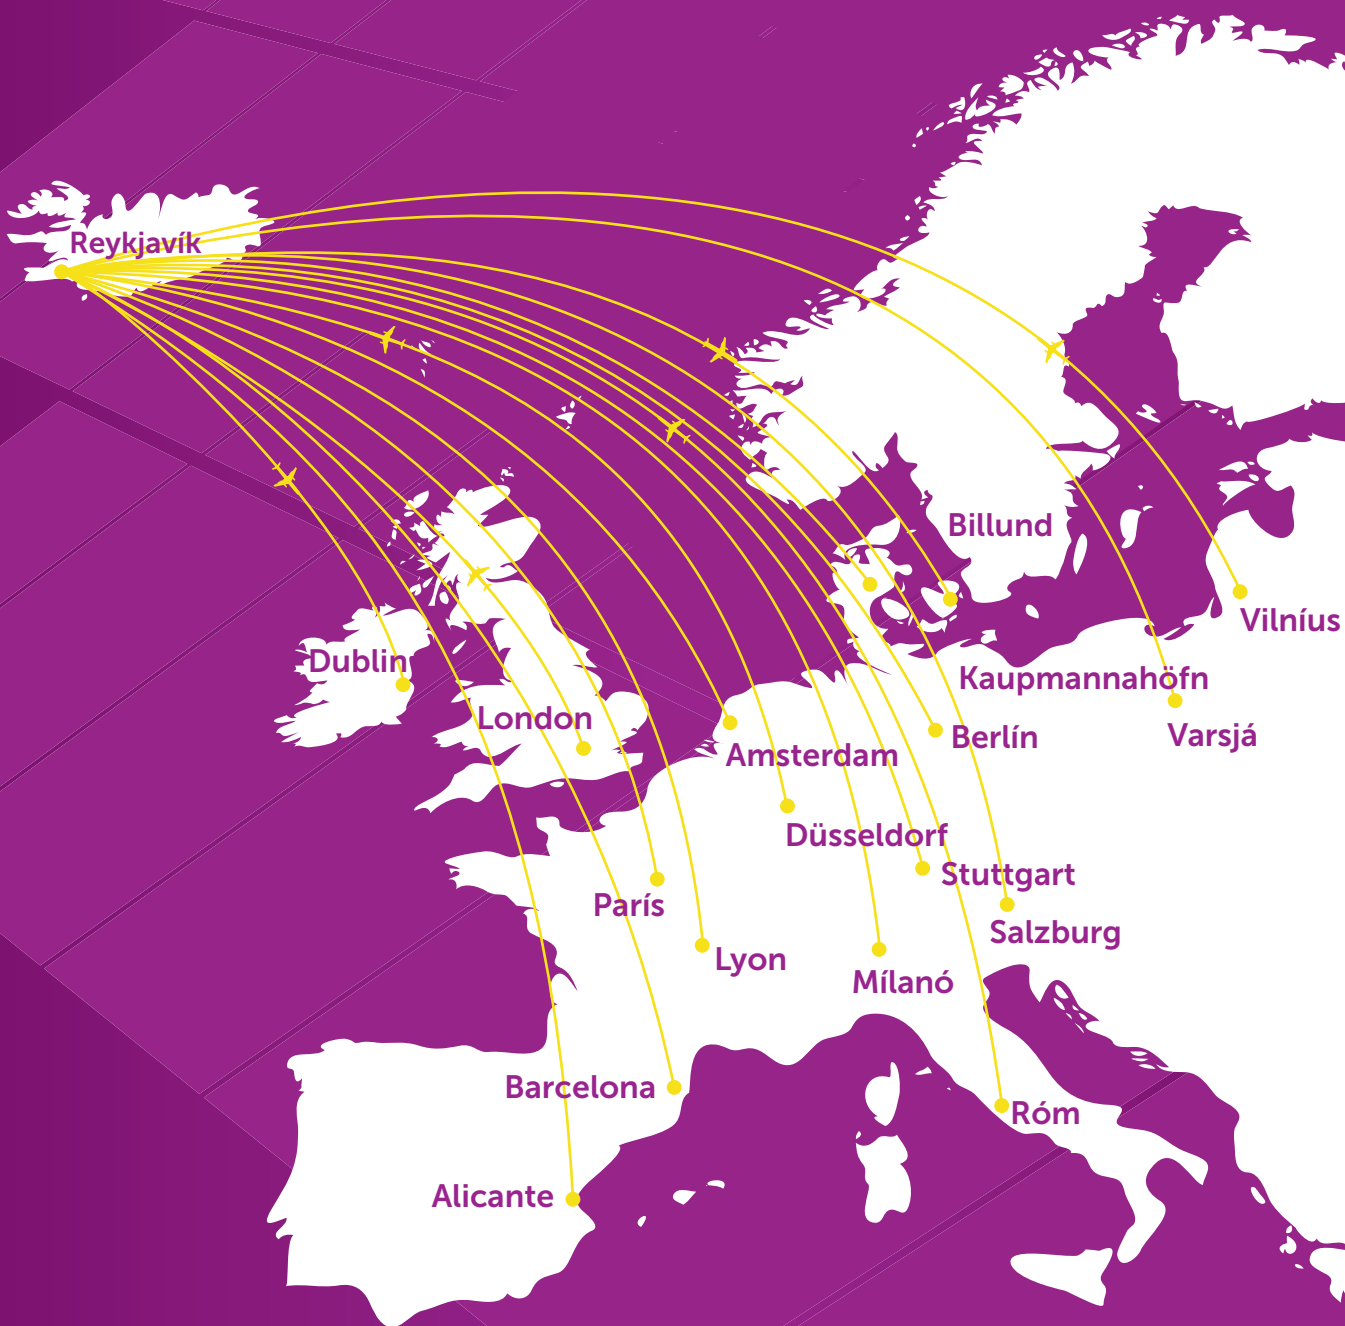 Reykjavík
Billund
Vilníus
Dublin
Kaupmannahöfn
London
Varsjá
Berlín
Amsterdam
Düsseldorf
Stuttgart
París
Salzburg
Lyon
Mílanó
Barcelona
Róm
Alicante